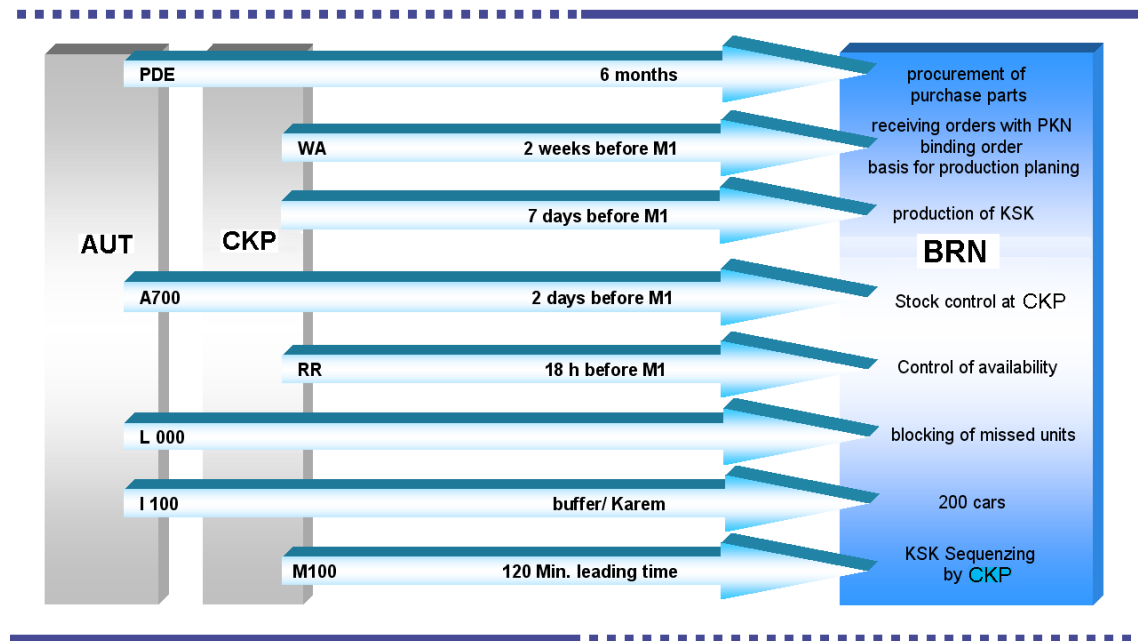 PDE 6 months
procurement of
purchase parts
WA 2 weeks before M1
receiving orders with PKN
binding order
basis for production planing
7 days before M1
production of KSK
AUT
CKP
BRN
A700 2 days before M1
Stock control at CKP
RR 18 h before M1
Control of availability
L 000
blocking of missed units
I 100 buffer/ Karem
200 cars
M100 120 Min. leading time
KSK Sequenzing
by CKP